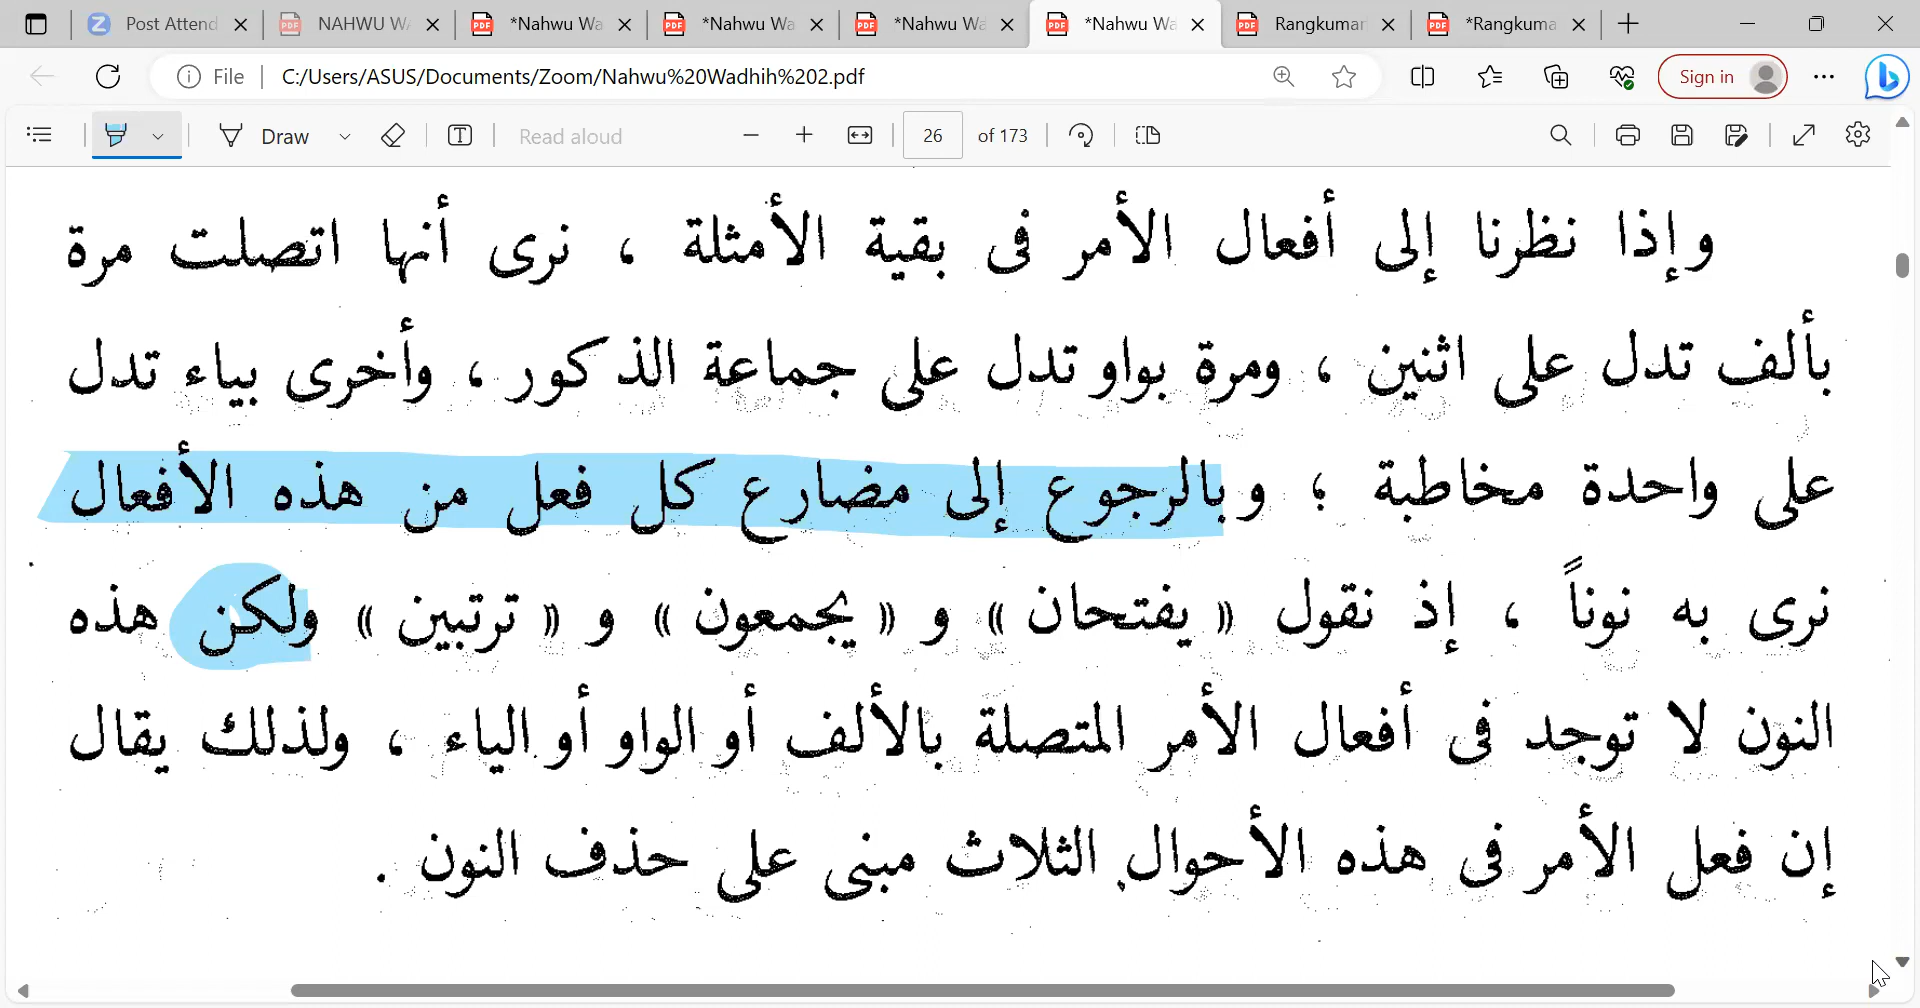 Post Attend
NAHWU W
*Nahwu Wa
*Nahwu Wa
*Nahwu Wa
*Nahwu Wa
Rangkumar
*Rangkuma
File
C:/Users/ASUS/Documents/Zoom/Nahwu%20Wadhih%202.pdf
Sign in
Draw
Read aloud
26 of 173
وإذا نظرنا إلى أفعال الأمر فى بقية الأمثلة ، نرى أنها اتصلت مرة
بألف تدل على اثنين ، ومرة بواو تدل على جماعة الذكور ، وأخرى بياء تدل
على واحدة مخاطبة ؛ وبالرجوع إلى مضارع كل فعل من هذه الأفعال
نرى به نوناً ، إذ نقول « يفتحان » و « يجمعون » و « ترتبين » ولكن هذه
النون لا توجد فى أفعال الأمر المتصلة بالألف أو الواو أو الياء ، ولذلك يقال
إن فعل الأمر فى هذه الأحوال الثلاث مبنى على حذف النون .